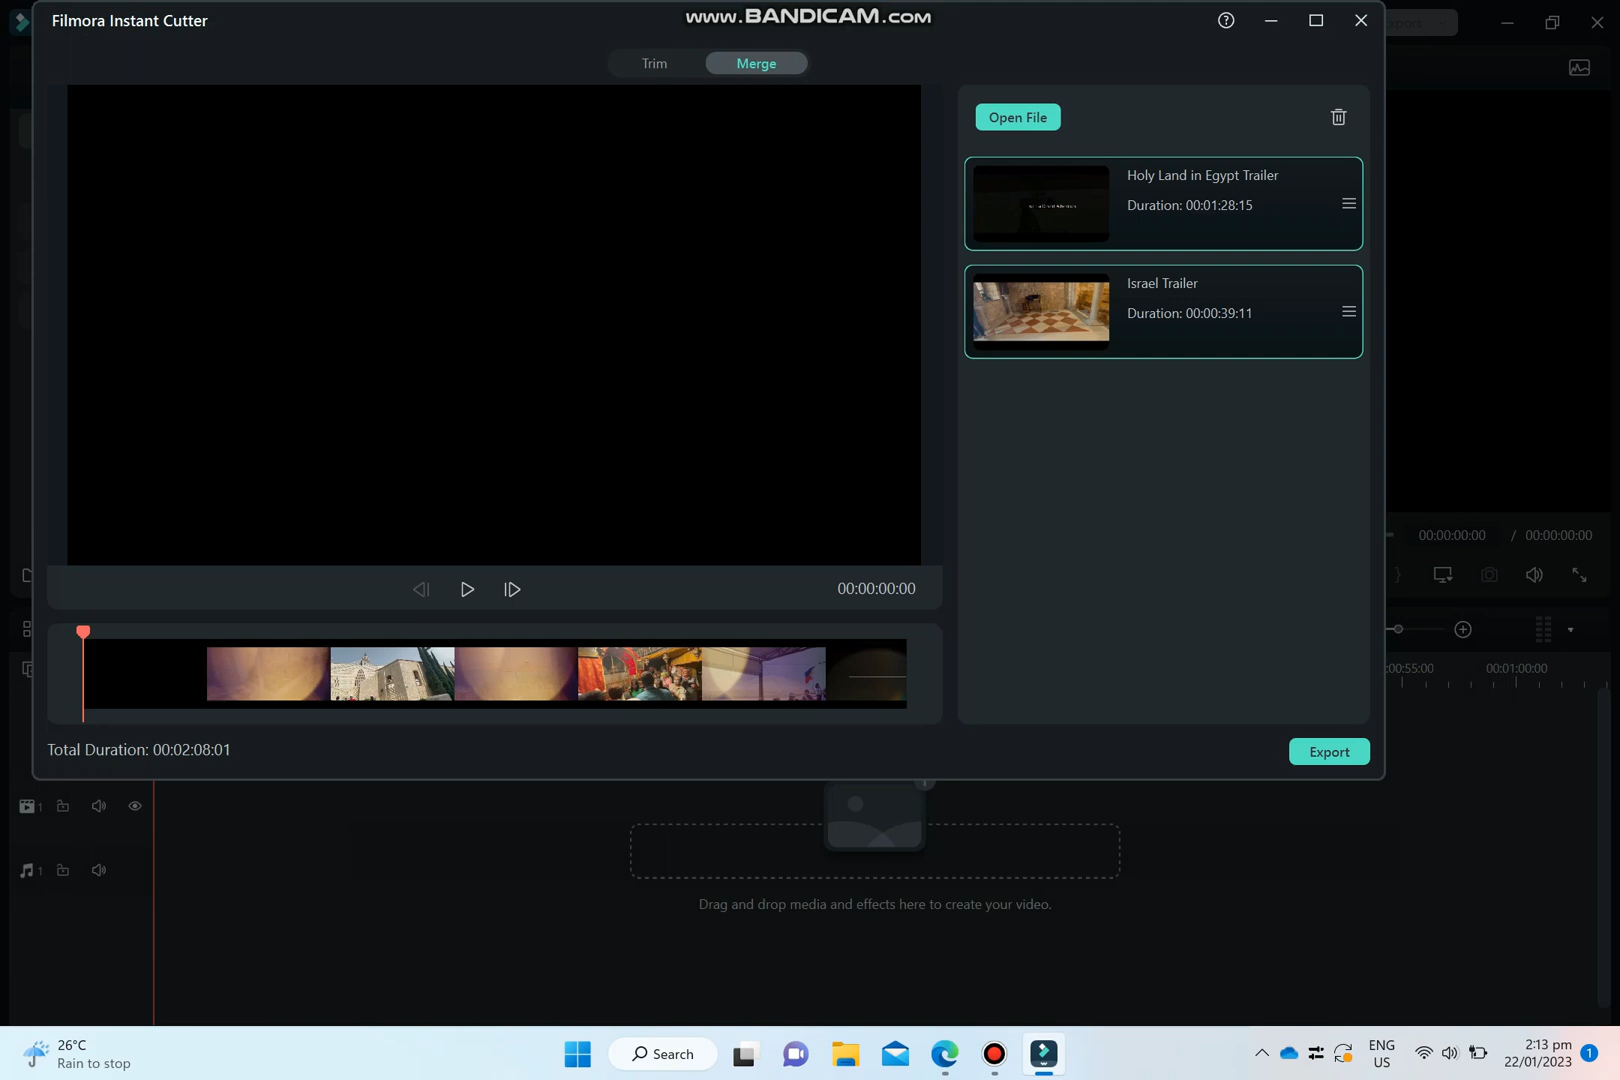 Filmora Instant Cutter
www.BANDICAM.com
Trim
Merge
Open File
Holy Land in Egypt Trailer
Duration: 00:01:28:15
Israel Trailer
Duration: 00:00:39:11
00:00:00:00
00:00:00:00 / 00:00:00:00
:00:55:00
00:01:00:00
Total Duration: 00:02:08:01
Export
1
1
Drag and drop media and effects here to create your video.
26°C
Rain to stop
Search
ENG
US
2:13 pm
22/01/2023
1